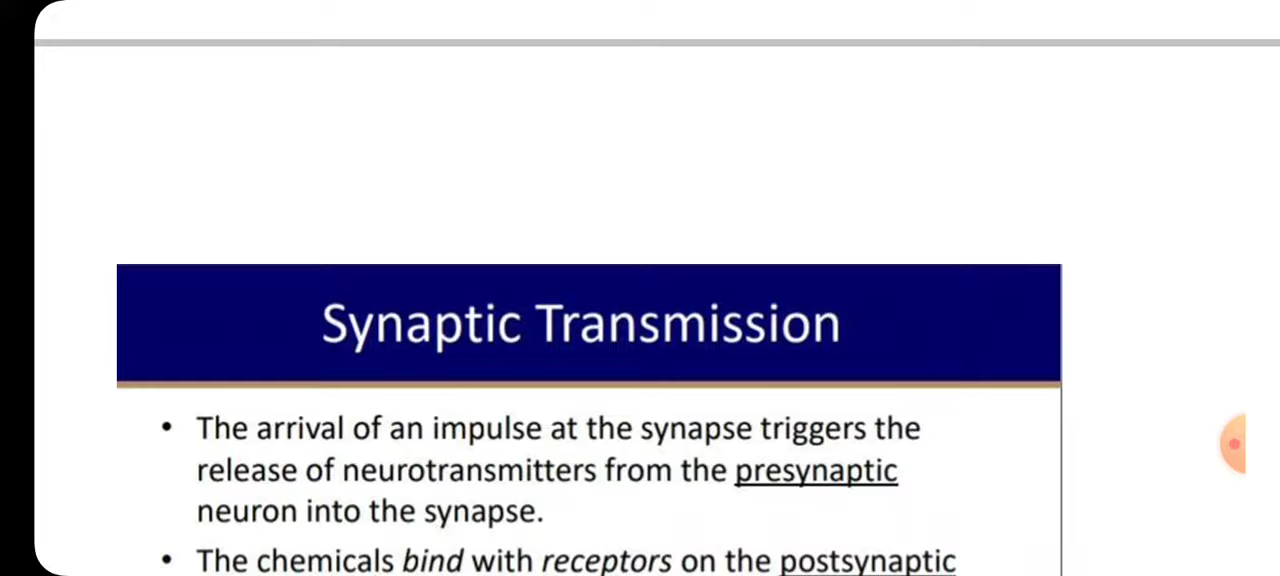 Synaptic Transmission
• The arrival of an impulse at the synapse triggers the
release of neurotransmitters from the presynaptic
neuron into the synapse.
• The chemicals bind with receptors on the postsynaptic